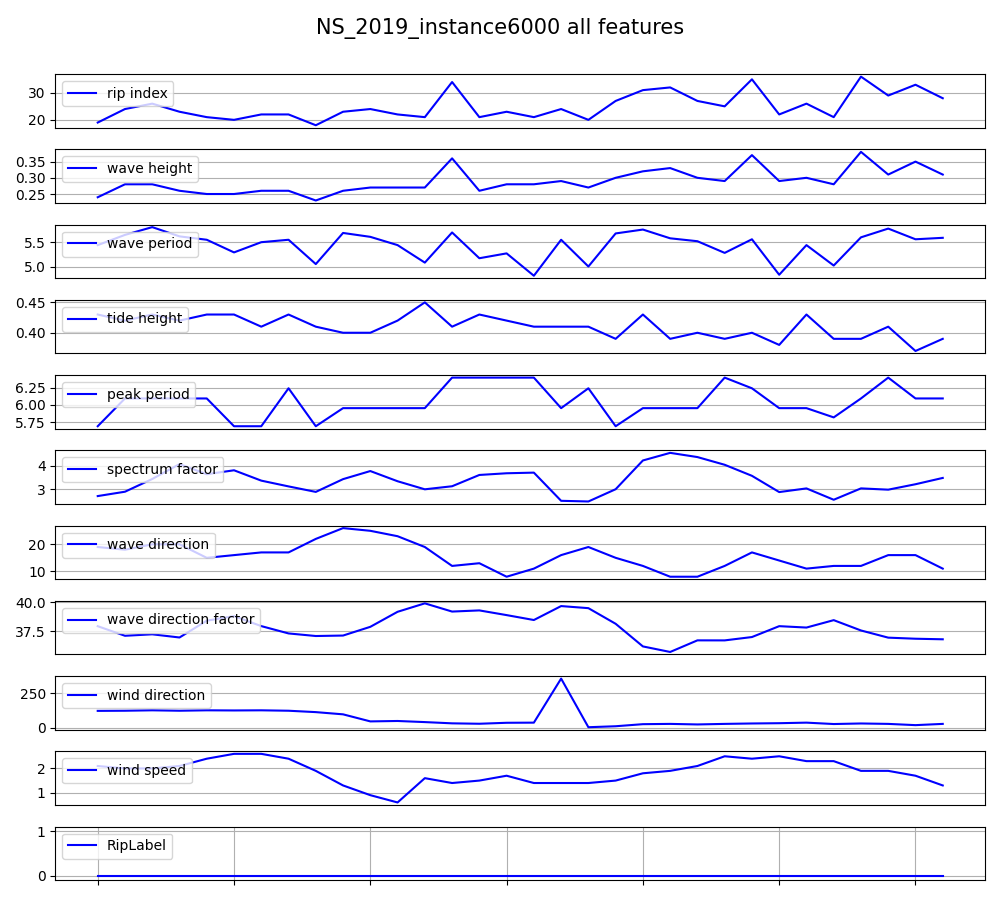 NS_2019_instance6000 all features
30
20
rip index
0.35
0.30
0.25
wave height
5.5
5.0
wave period
0.45
0.40
tide height
6.25
6.00
5.75
peak period
4
3
spectrum factor
20
10
wave direction
40.0
37.5
wave direction factor
250
0
wind direction
2
1
wind speed
1
0
RipLabel